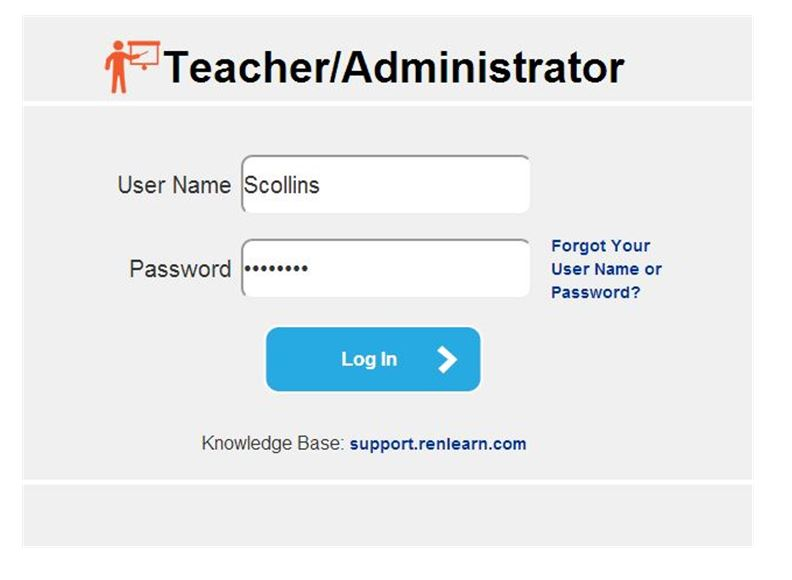 Teacher/Administrator
User Name Scollins
Password ••••••••
Forgot Your
User Name or
Password?
Log In
Knowledge Base: support.renlearn.com